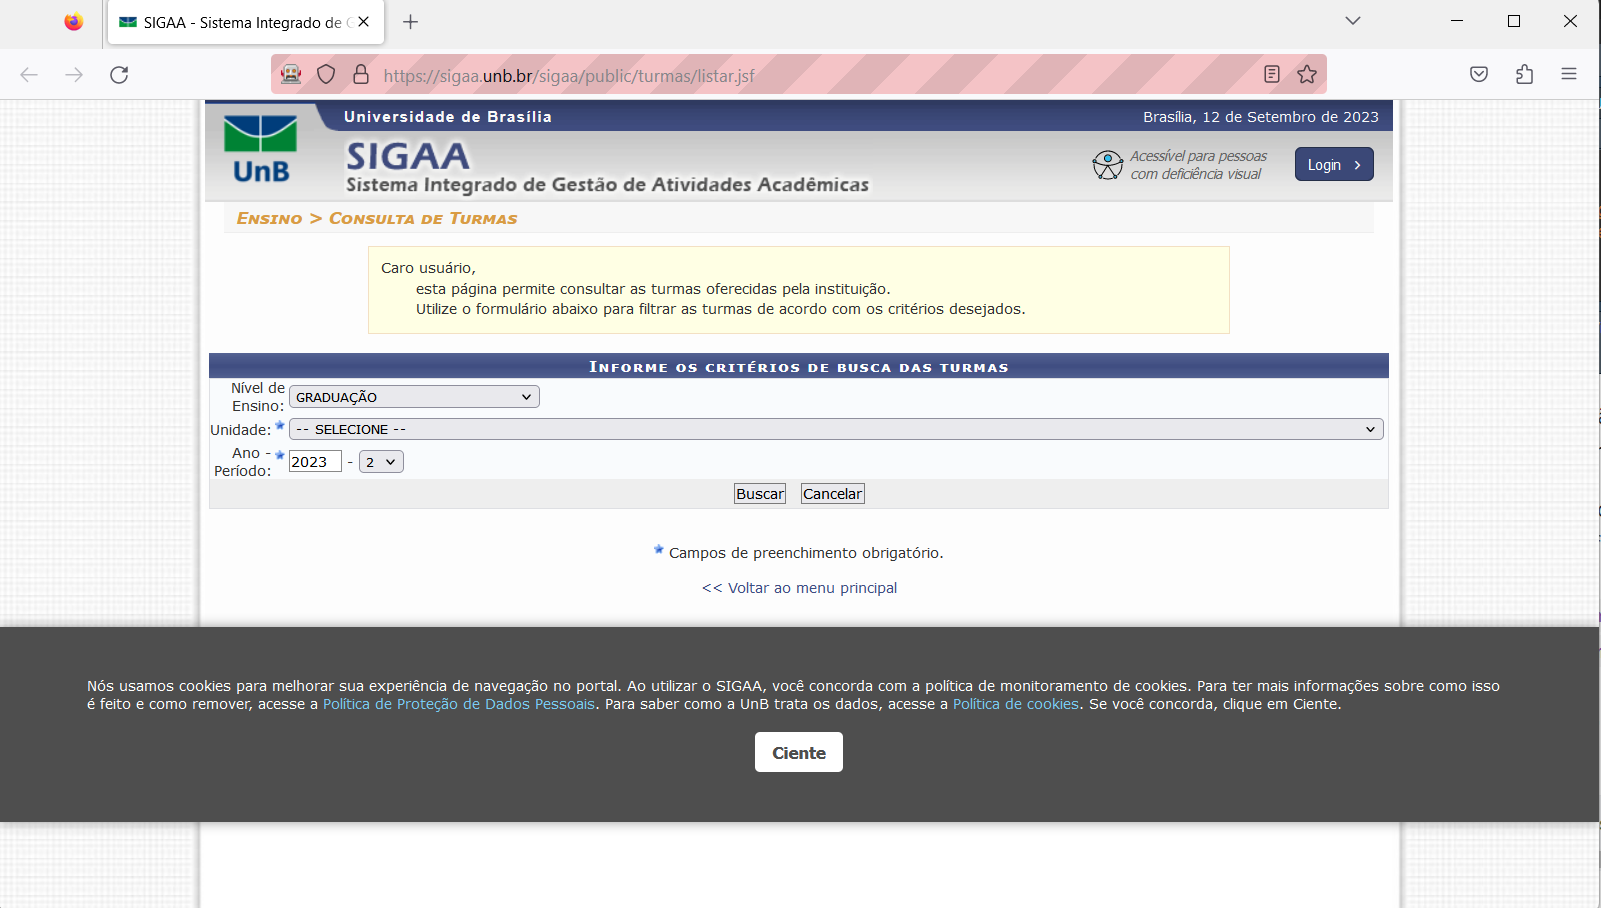 SIGAA - Sistema Integrado de G
https://sigaa.unb.br/sigaa/public/turmas/listar.jsf
Universidade de Brasília
Brasília, 12 de Setembro de 2023
UnB
SIGAA
Sistema Integrado de Gestão de Atividades Acadêmicas
Acessível para pessoas
com deficiência visual
Login
Ensino > Consulta de Turmas
Caro usuário,
esta página permite consultar as turmas oferecidas pela instituição.
Utilize o formulário abaixo para filtrar as turmas de acordo com os critérios desejados.
Informe os critérios de busca das turmas
Nível de
Ensino:
GRADUAÇÃO
Unidade:
-- SELECIONE --
Ano -
Período:
2023 - 2
Buscar Cancelar
Campos de preenchimento obrigatório.
<< Voltar ao menu principal
Nós usamos cookies para melhorar sua experiência de navegação no portal. Ao utilizar o SIGAA, você concorda com a política de monitoramento de cookies. Para ter mais informações sobre como isso
é feito e como remover, acesse a Política de Proteção de Dados Pessoais. Para saber como a UnB trata os dados, acesse a Política de cookies. Se você concorda, clique em Ciente.
Ciente